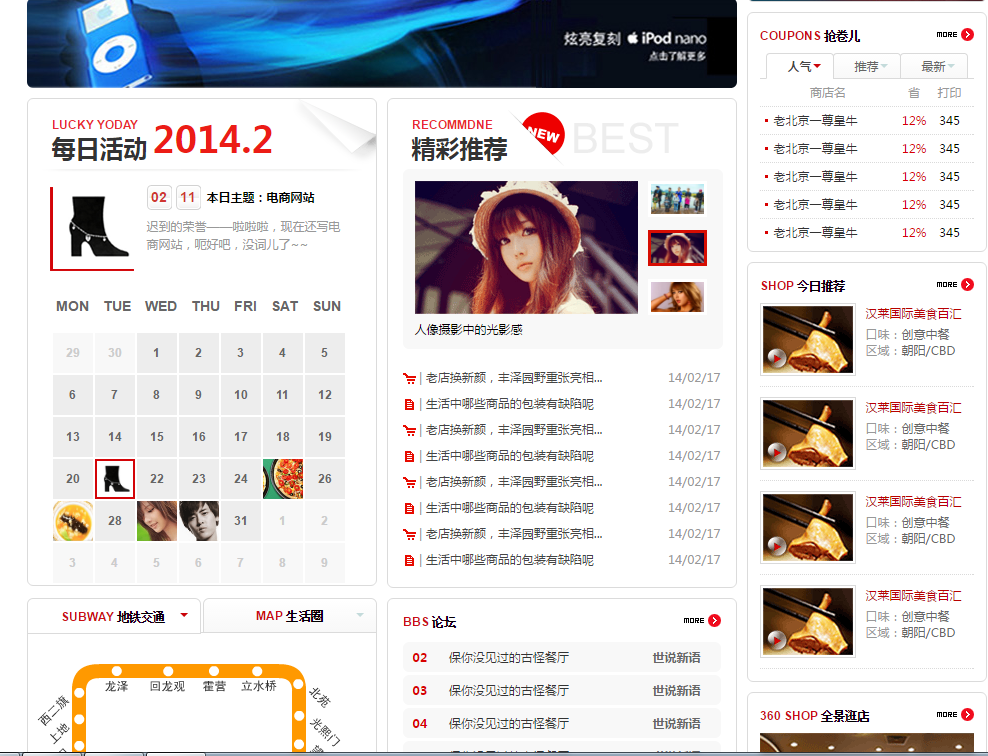 炫亮复刻 iPod nano
点击了解更多
LUCKY YODAY
每日活动 2014.2
02 11 本日主题：电商网站
迟到的荣誉——啦啦啦，现在还写电
商网站，呃好吧，没词儿了~~
MON TUE WED THU FRI SAT SUN
29 30 1 2 3 4 5
6 7 8 9 10 11 12
13 14 15 16 17 18 19
20 22 23 24 26
28 31 1 2
3 4 5 6 7 8 9
RECOMMDNE
精彩推荐 NEW BEST
人像摄影中的光影感
老店换新颜，丰泽园野重张亮相... 14/02/17
生活中哪些商品的包装有缺陷呢 14/02/17
老店换新颜，丰泽园野重张亮相... 14/02/17
生活中哪些商品的包装有缺陷呢 14/02/17
老店换新颜，丰泽园野重张亮相... 14/02/17
生活中哪些商品的包装有缺陷呢 14/02/17
老店换新颜，丰泽园野重张亮相... 14/02/17
生活中哪些商品的包装有缺陷呢 14/02/17
COUPONS 抢卷儿 MORE
人气 推荐 最新
商店名 省 打印
老北京一尊皇牛 12% 345
老北京一尊皇牛 12% 345
老北京一尊皇牛 12% 345
老北京一尊皇牛 12% 345
老北京一尊皇牛 12% 345
SHOP 今日推荐 MORE
汉莱国际美食百汇
口味：创意中餐
区域：朝阳/CBD
汉莱国际美食百汇
口味：创意中餐
区域：朝阳/CBD
汉莱国际美食百汇
口味：创意中餐
区域：朝阳/CBD
汉莱国际美食百汇
口味：创意中餐
区域：朝阳/CBD
SUBWAY 地铁交通 MAP 生活圈
龙泽 回龙观 霍营 立水桥
西二旗
上地
北苑
光熙门
BBS 论坛 MORE
02 保你没见过的古怪餐厅 世说新语
03 保你没见过的古怪餐厅 世说新语
04 保你没见过的古怪餐厅 世说新语
360 SHOP 全景逛店 MORE